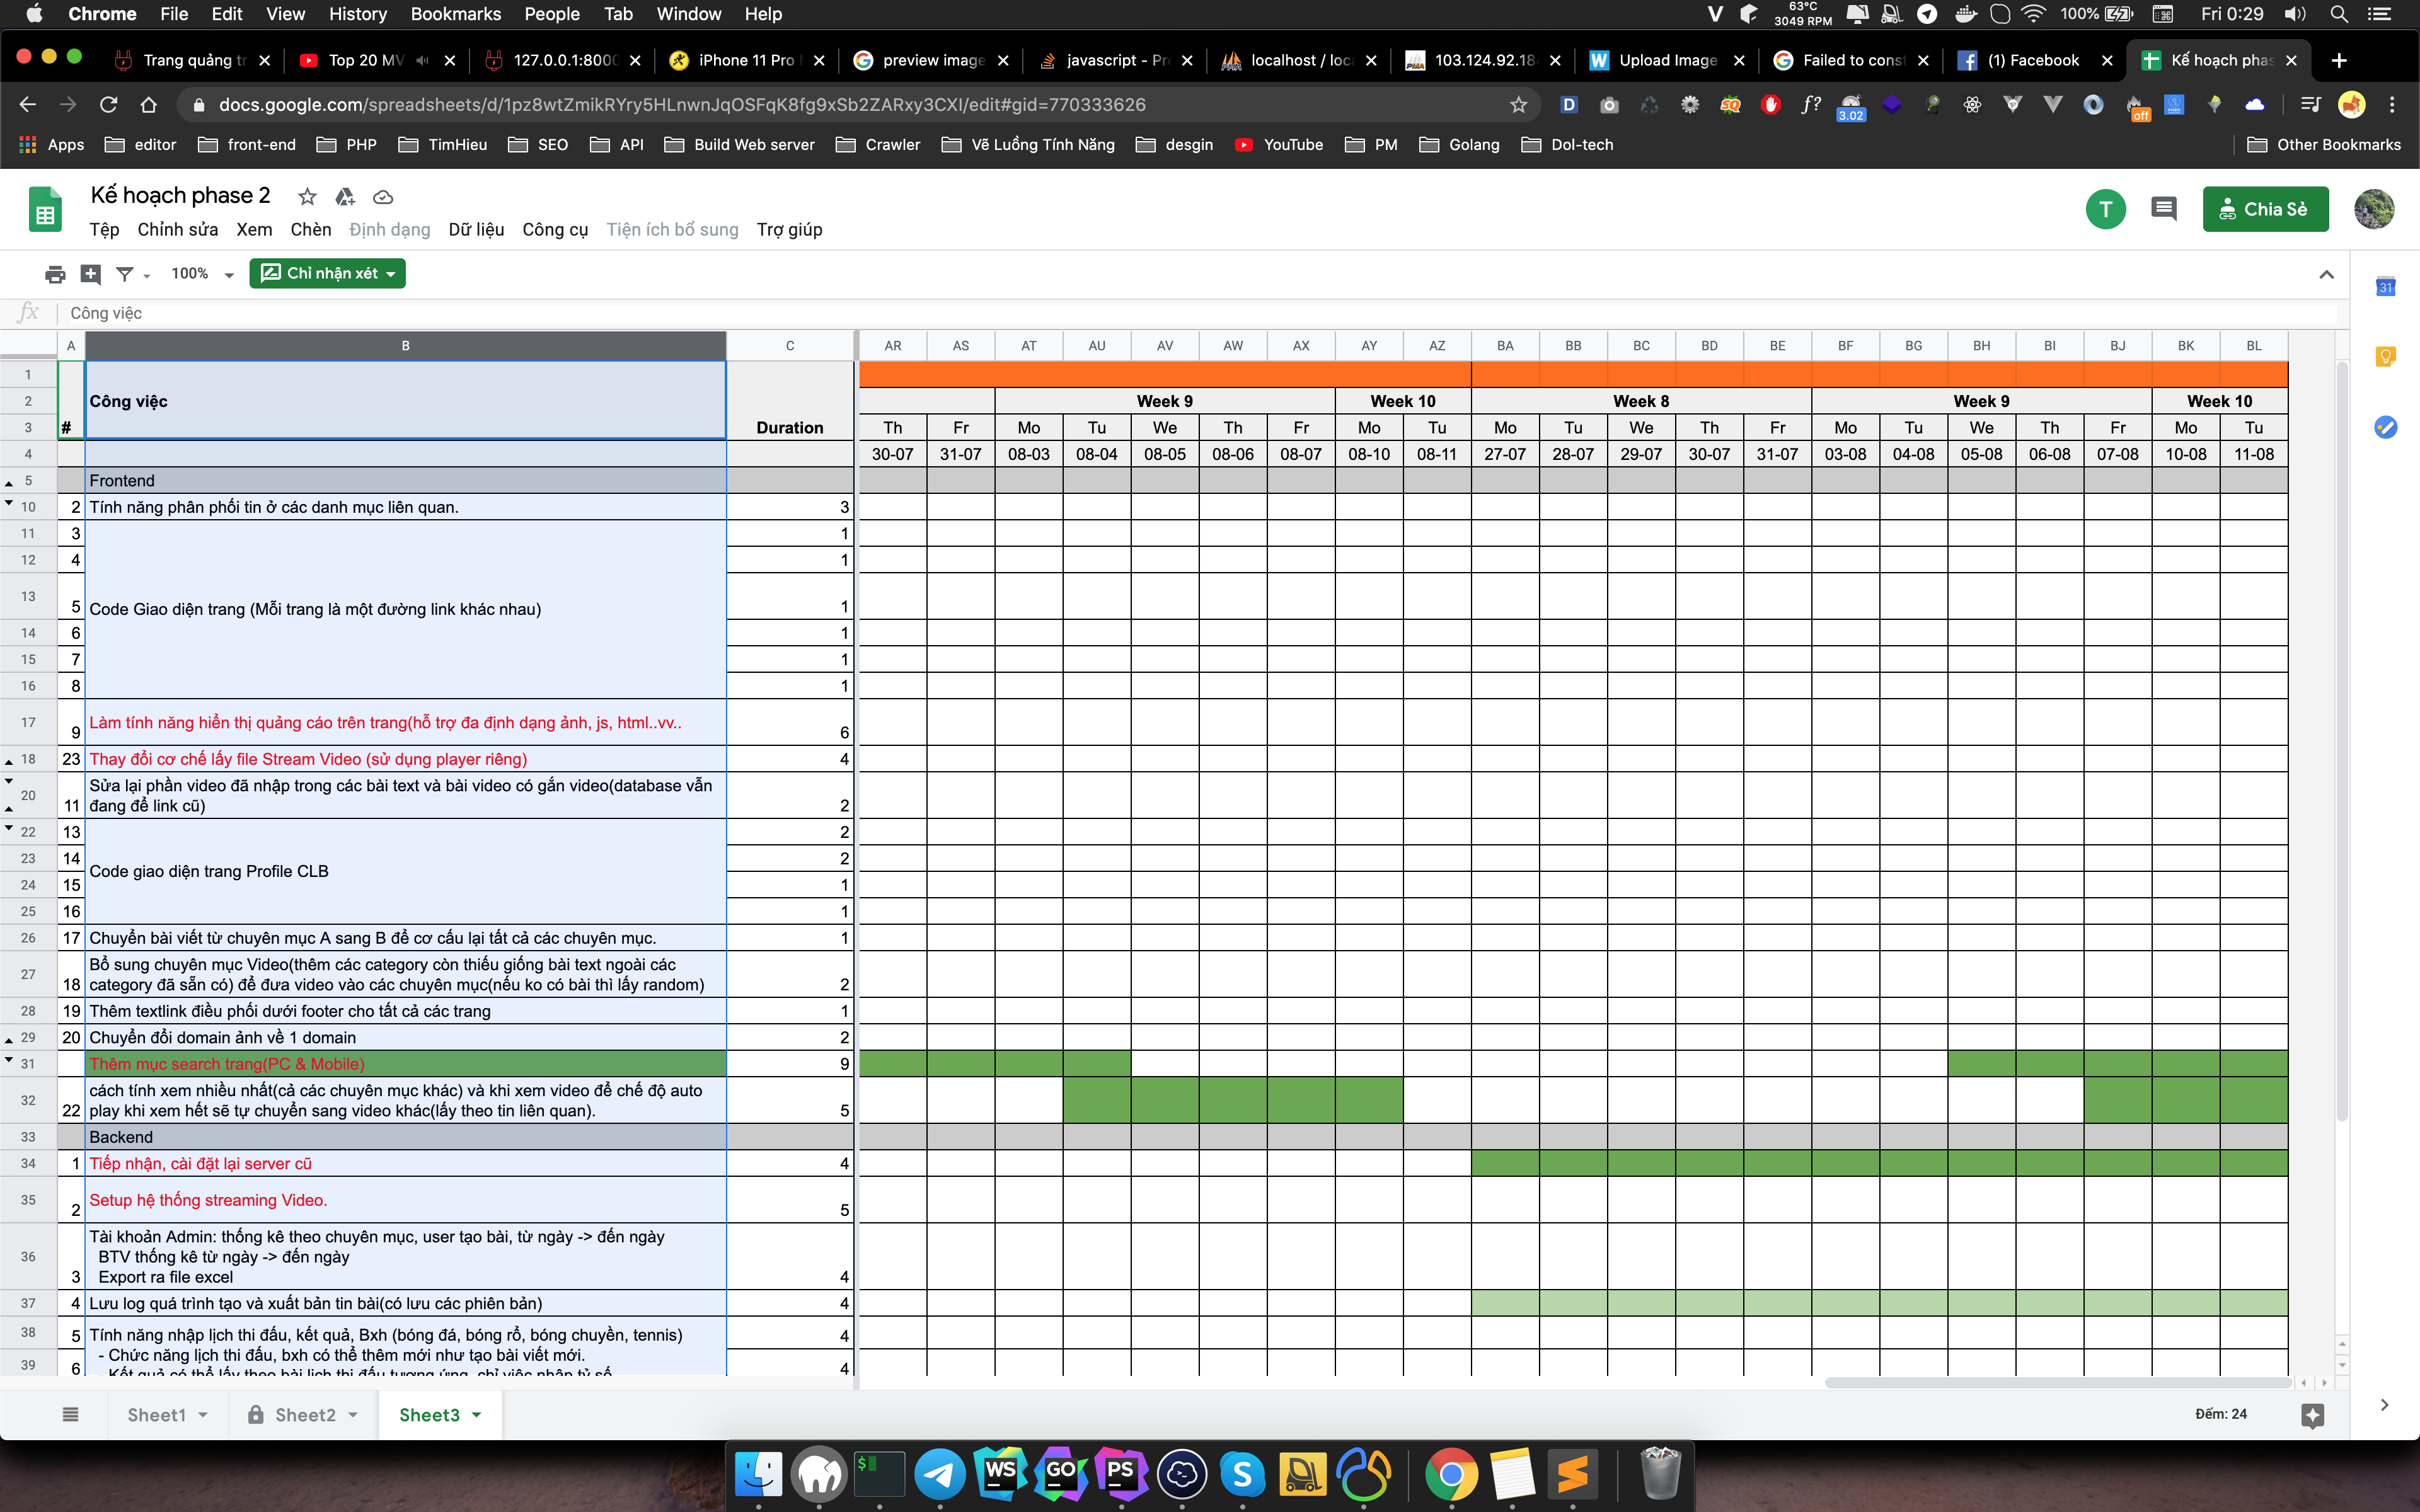 Chrome File Edit View History Bookmarks People Tab Window Help
63°C
3049 RPM
100% Fri 0:29
Trang quảng tr Top 20 MV 127.0.0.1:8000 iPhone 11 Pro preview image javascript - Pr localhost / loca 103.124.92.18 Upload Image Failed to const (1) Facebook Kế hoạch phas
docs.google.com/spreadsheets/d/1pz8wtZmikRYry5HLnwnJqOSFqK8fg9xSb2ZARxy3CXI/edit#gid=770333626
3.02 off
Apps editor front-end PHP TimHieu SEO API Build Web server Crawler Vẽ Luồng Tính Năng desgin YouTube PM Golang Dol-tech Other Bookmarks
Kế hoạch phase 2
Tệp Chỉnh sửa Xem Chèn Định dạng Dữ liệu Công cụ Tiện ích bổ sung Trợ giúp
T Chia Sẻ
100% Chỉ nhận xét
fx Công việc
31
A B C AR AS AT AU AV AW AX AY AZ BA BB BC BD BE BF BG BH BI BJ BK BL
1
2 Công việc Week 9 Week 10 Week 8 Week 9 Week 10
3 # Duration Th Fr Mo Tu We Th Fr Mo Tu Mo Tu We Th Fr Mo Tu We Th Fr Mo Tu
4 30-07 31-07 08-03 08-04 08-05 08-06 08-07 08-10 08-11 27-07 28-07 29-07 30-07 31-07 03-08 04-08 05-08 06-08 07-08 10-08 11-08
5 Frontend
10 2 Tính năng phân phối tin ở các danh mục liên quan. 3
11 3 1
12 4 1
13 5 Code Giao diện trang (Mỗi trang là một đường link khác nhau) 1
14 6 1
15 7 1
16 8 1
17 9 Làm tính năng hiển thị quảng cáo trên trang(hỗ trợ đa định dạng ảnh, js, html..vv.. 6
18 23 Thay đổi cơ chế lấy file Stream Video (sử dụng player riêng) 4
Sửa lại phần video đã nhập trong các bài text và bài video có gắn video(database vẫn
20 11 đang để link cũ) 2
22 13 2
23 14 2
Code giao diện trang Profile CLB
24 15 1
25 16 1
26 17 Chuyển bài viết từ chuyên mục A sang B để cơ cấu lại tất cả các chuyên mục. 1
Bổ sung chuyên mục Video(thêm các category còn thiếu giống bài text ngoài các
27 18 category đã sẵn có) để đưa video vào các chuyên mục(nếu ko có bài thì lấy random) 2
28 19 Thêm textlink điều phối dưới footer cho tất cả các trang 1
29 20 Chuyển đổi domain ảnh về 1 domain 2
31 Thêm mục search trang(PC & Mobile) 9
cách tính xem nhiều nhất(cả các chuyên mục khác) và khi xem video để chế độ auto
32 22 play khi xem hết sẽ tự chuyển sang video khác(lấy theo tin liên quan). 5
33 Backend
34 1 Tiếp nhận, cài đặt lại server cũ 4
35 2 Setup hệ thống streaming Video. 5
Tài khoản Admin: thống kê theo chuyên mục, user tạo bài, từ ngày -> đến ngày
36 BTV thống kê từ ngày -> đến ngày
3 Export ra file excel 4
37 4 Lưu log quá trình tạo và xuất bản tin bài(có lưu các phiên bản) 4
38 5 Tính năng nhập lịch thi đấu, kết quả, Bxh (bóng đá, bóng rổ, bóng chuyền, tennis) 4
- Chức năng lịch thi đấu, bxh có thể thêm mới như tạo bài viết mới.
39 6 - Kết quả có thể lấy theo bài lịch thi đấu tương ứng, chỉ việc nhập tỷ số 4
Sheet1 Sheet2 Sheet3 Đếm: 24
$ WS GO PS S